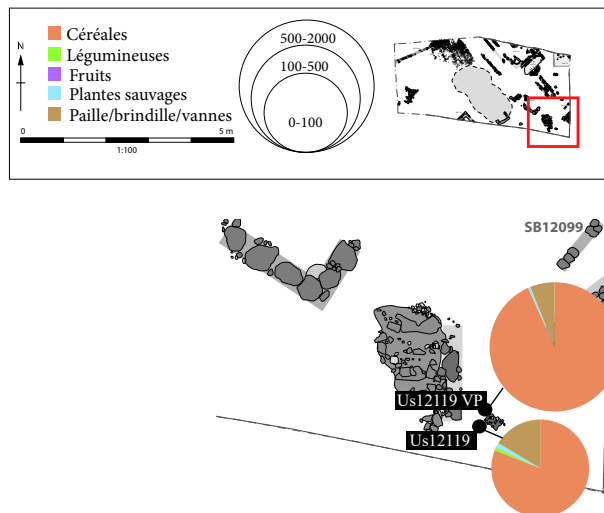 N
Céréales
Légumineuses
Fruits
Plantes sauvages
Paille/brindille/vannes
0
5 m
1:100
500-2000
100-500
0-100
SB12099
Us12119 VP
Us12119